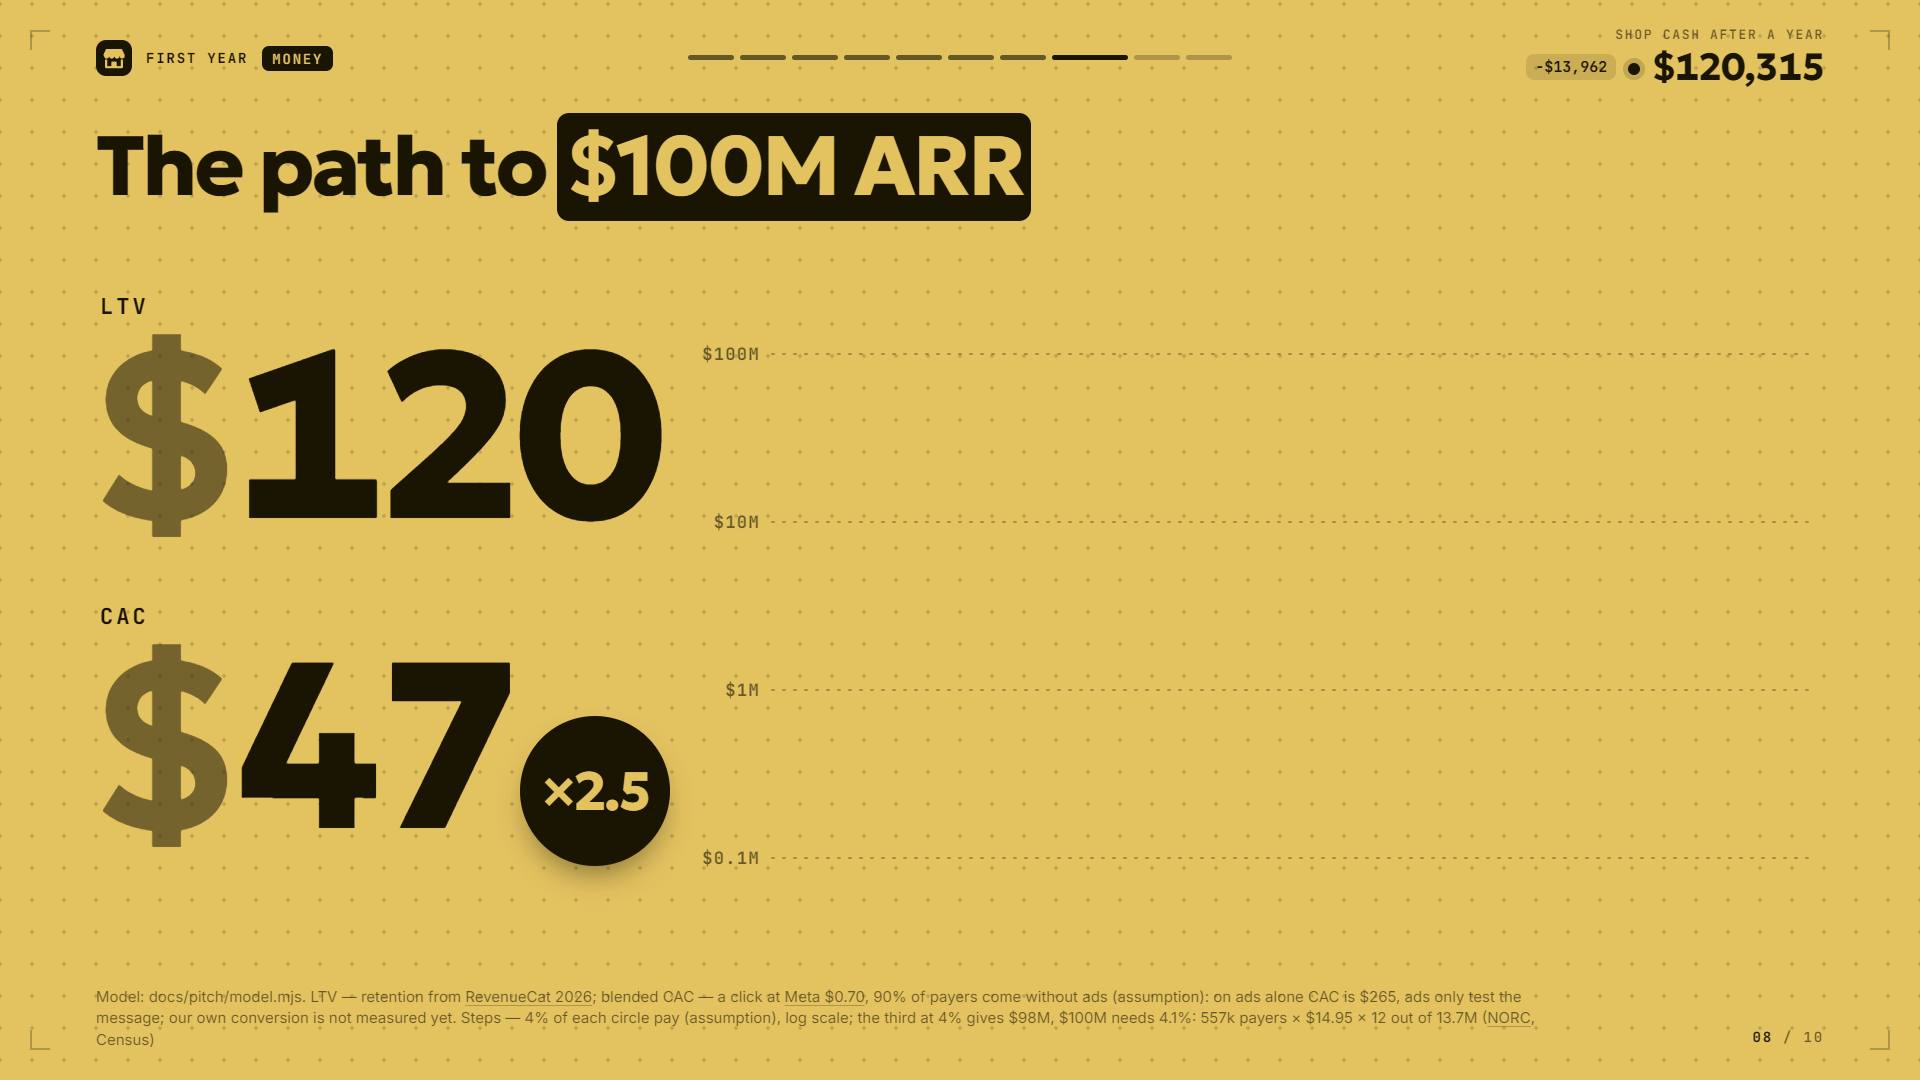 FIRST YEAR MONEY
SHOP CASH AFTER A YEAR
-$13,962 $120,315
The path to $100M ARR
LTV
$120
CAC
$47
×2.5
$100M
$10M
$1M
$0.1M
Model: docs/pitch/model.mjs. LTV — retention from RevenueCat 2026; blended CAC — a click at Meta $0.70, 90% of payers come without ads (assumption): on ads alone CAC is $265, ads only test the
message; our own conversion is not measured yet. Steps — 4% of each circle pay (assumption), log scale; the third at 4% gives $98M, $100M needs 4.1%: 557k payers × $14.95 × 12 out of 13.7M (NORC,
Census)
08 / 10